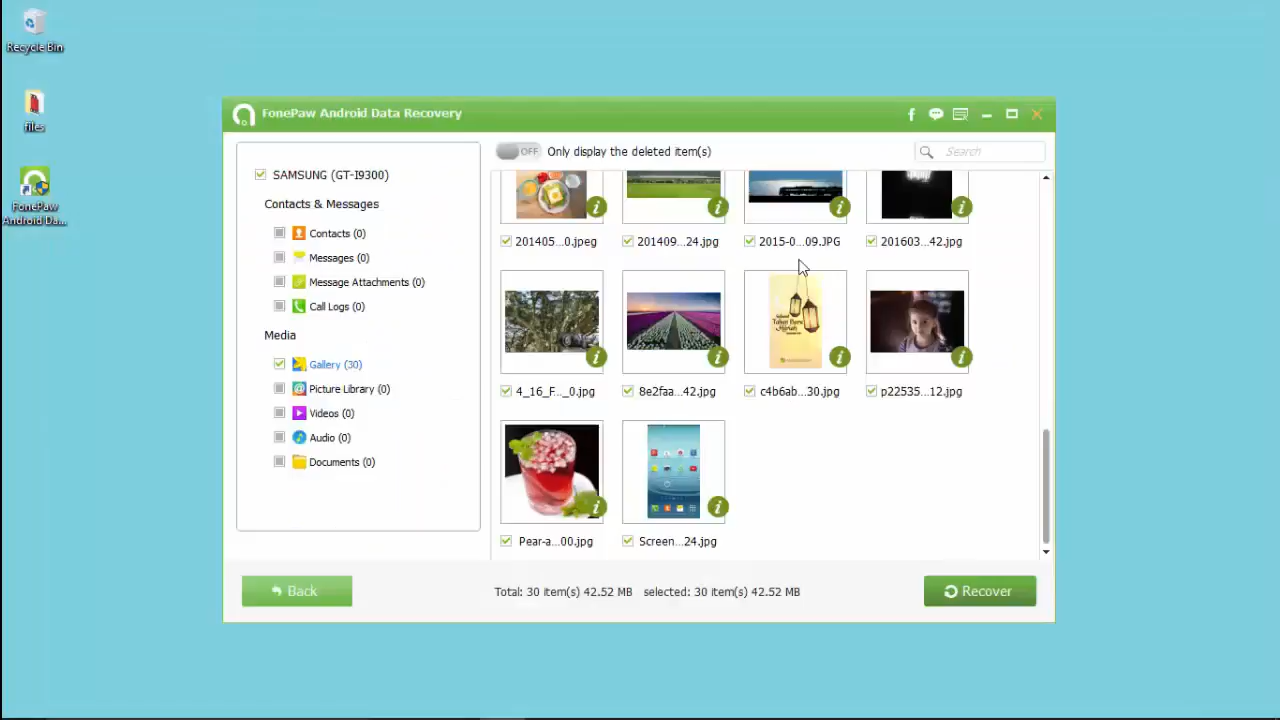 Recycle Bin
files
FonePaw
Android Da...
FonePaw Android Data Recovery
SAMSUNG (GT-I9300)
Contacts & Messages
Contacts (0)
Messages (0)
Message Attachments (0)
Call Logs (0)
Media
Gallery (30)
Picture Library (0)
Videos (0)
Audio (0)
Documents (0)
OFF Only display the deleted item(s)
Search
201405...0.jpeg
201409...24.jpg
2015-0...09.JPG
201603...42.jpg
4_16_F..._0.jpg
8e2faa...42.jpg
c4b6ab...30.jpg
p22535...12.jpg
Pear-a...00.jpg
Screen...24.jpg
Back
Total: 30 item(s) 42.52 MB selected: 30 item(s) 42.52 MB
Recover